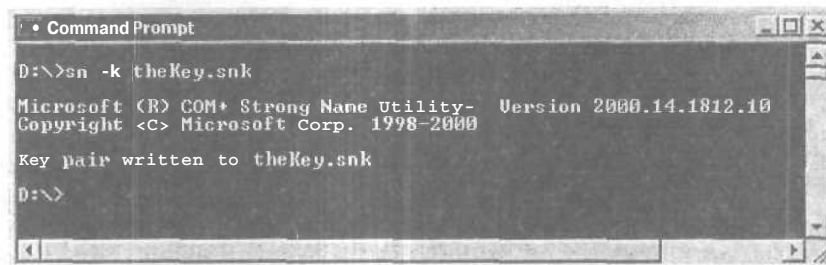 • Command Prompt
D:\>sn -k theKey.snk
Microsoft (R) COM+ Strong Name Utility- Version 2000.14.1812.10
Copyright <C> Microsoft Corp. 1998-2000
Key pair written to theKey.snk
D:\>